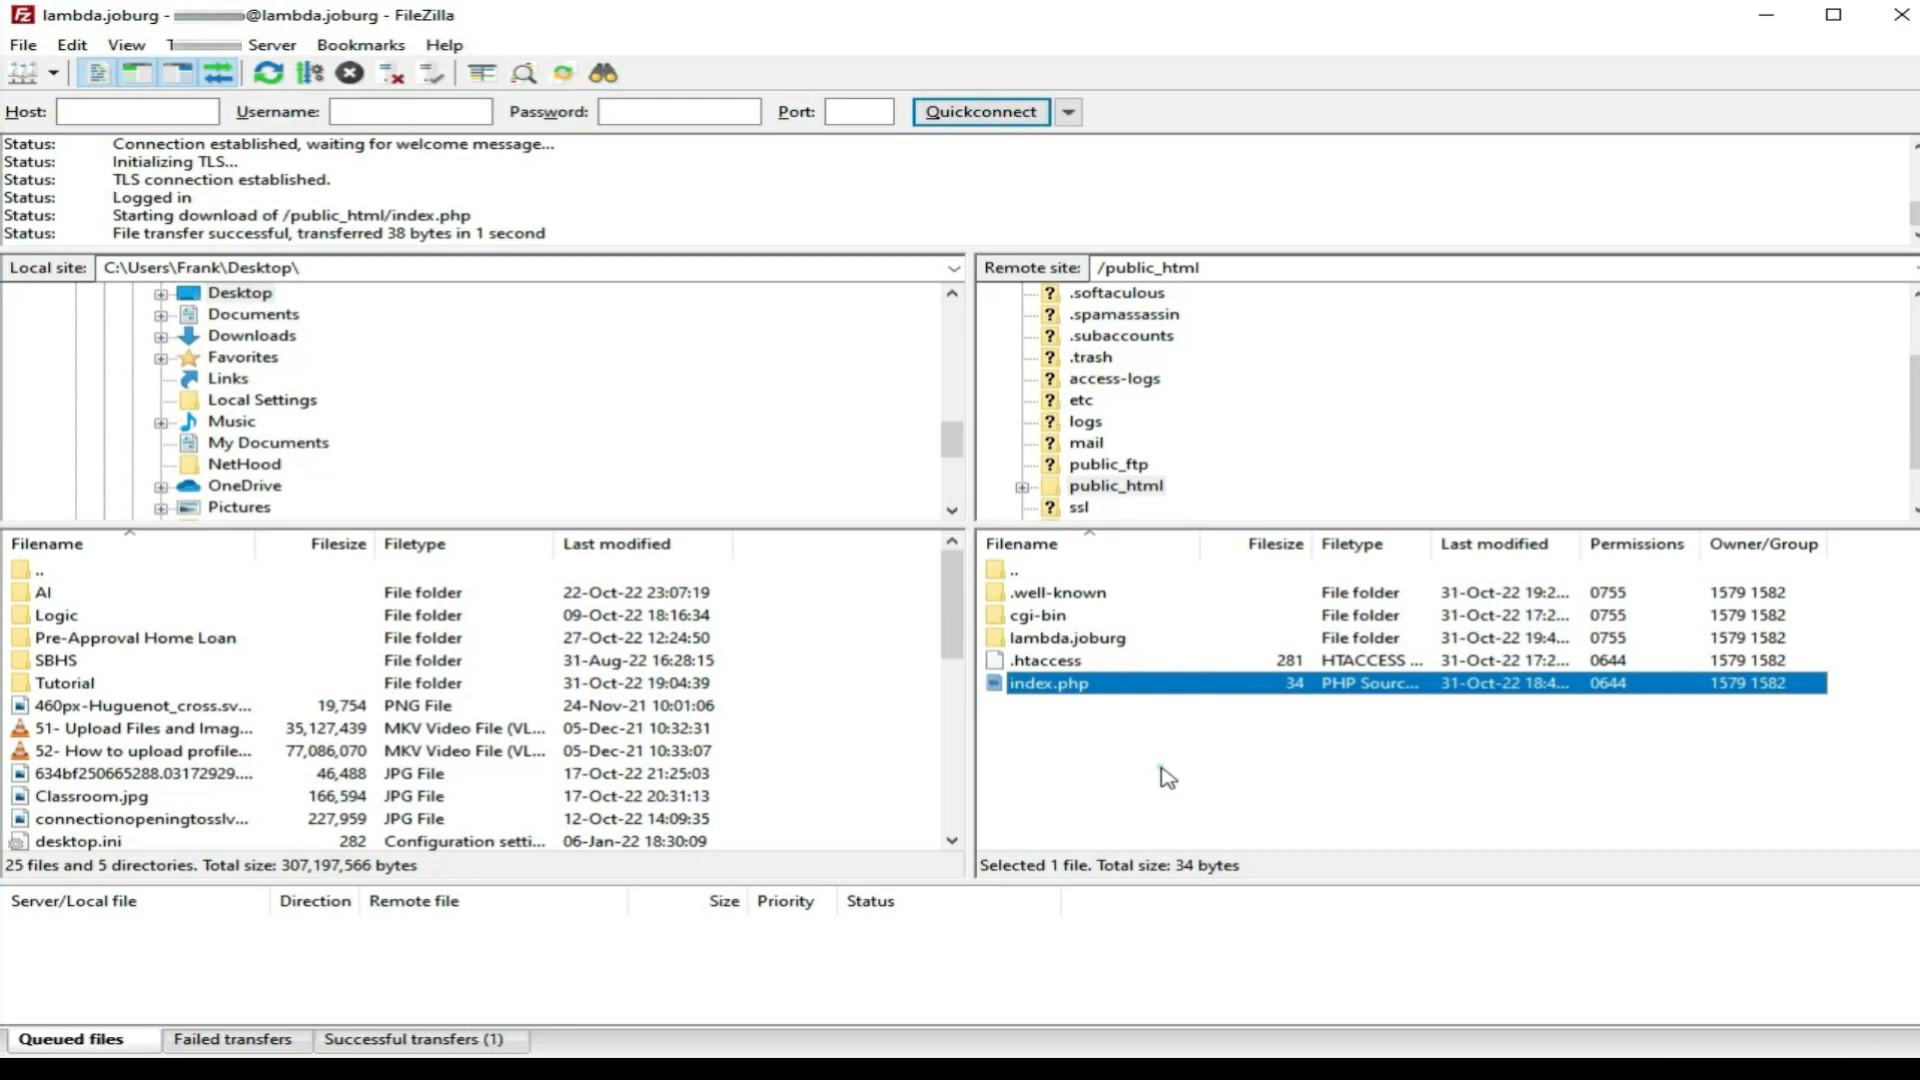 lambda.joburg - @lambda.joburg - FileZilla
File Edit View Server Bookmarks Help
Host: Username: Password: Port: Quickconnect
Status: Connection established, waiting for welcome message...
Status: Initializing TLS...
Status: TLS connection established.
Status: Logged in
Status: Starting download of /public_html/index.php
Status: File transfer successful, transferred 38 bytes in 1 second
Local site: C:\Users\Frank\Desktop\
Desktop
Documents
Downloads
Favorites
Links
Local Settings
Music
My Documents
NetHood
OneDrive
Pictures
Remote site: /public_html
.softaculous
.spamassassin
.subaccounts
.trash
access-logs
etc
logs
mail
public_ftp
public_html
ssl
Filename Filesize Filetype Last modified
..
AI File folder 22-Oct-22 23:07:19
Logic File folder 09-Oct-22 18:16:34
Pre-Approval Home Loan File folder 27-Oct-22 12:24:50
SBHS File folder 31-Aug-22 16:28:15
Tutorial File folder 31-Oct-22 19:04:39
460px-Huguenot_cross.sv... 19,754 PNG File 24-Nov-21 10:01:06
51- Upload Files and Imag... 35,127,439 MKV Video File (VL... 05-Dec-21 10:32:31
52- How to upload profile... 77,086,070 MKV Video File (VL... 05-Dec-21 10:33:07
634bf250665288.03172929.... 46,488 JPG File 17-Oct-22 21:25:03
Classroom.jpg 166,594 JPG File 17-Oct-22 20:31:13
connectionopeningtosslv... 227,959 JPG File 12-Oct-22 14:09:35
desktop.ini 282 Configuration setti... 06-Jan-22 18:30:09
25 files and 5 directories. Total size: 307,197,566 bytes
Filename Filesize Filetype Last modified Permissions Owner/Group
..
.well-known File folder 31-Oct-22 19:2... 0755 1579 1582
cgi-bin File folder 31-Oct-22 17:2... 0755 1579 1582
lambda.joburg File folder 31-Oct-22 19:4... 0755 1579 1582
.htaccess 281 HTACCESS ... 31-Oct-22 17:2... 0644 1579 1582
index.php 34 PHP Sourc... 31-Oct-22 18:4... 0644 1579 1582
Selected 1 file. Total size: 34 bytes
Server/Local file Direction Remote file Size Priority Status
Queued files Failed transfers Successful transfers (1)